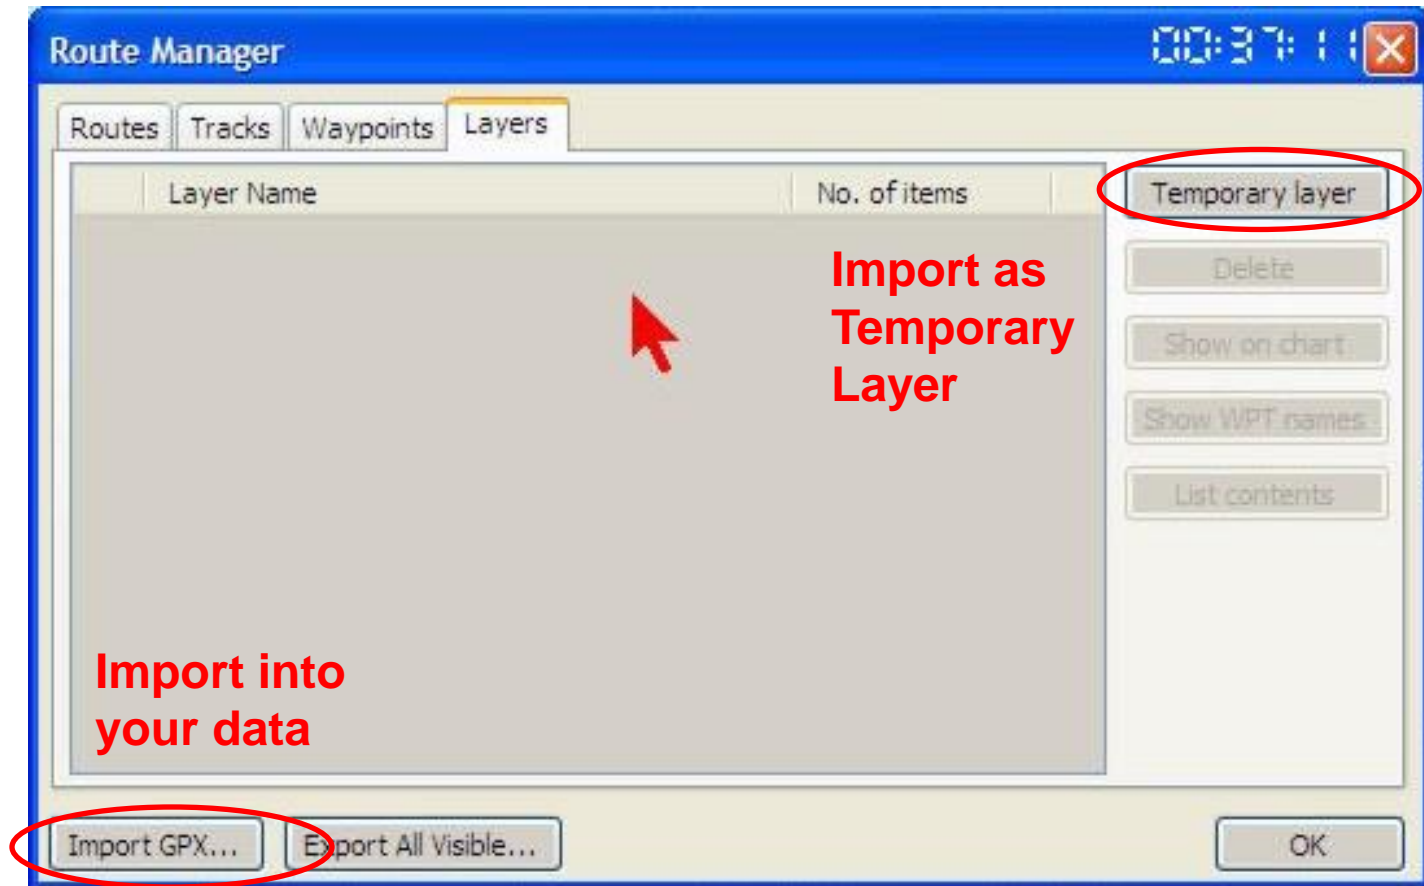 Route Manager
00:37:11
Routes
Tracks
Waypoints
Layers
Layer Name
No. of items
Temporary layer
Import as
Temporary
Layer
Delete
Show on chart
Show WPT names
List contents
Import into
your data
Import GPX...
Export All Visible...
OK